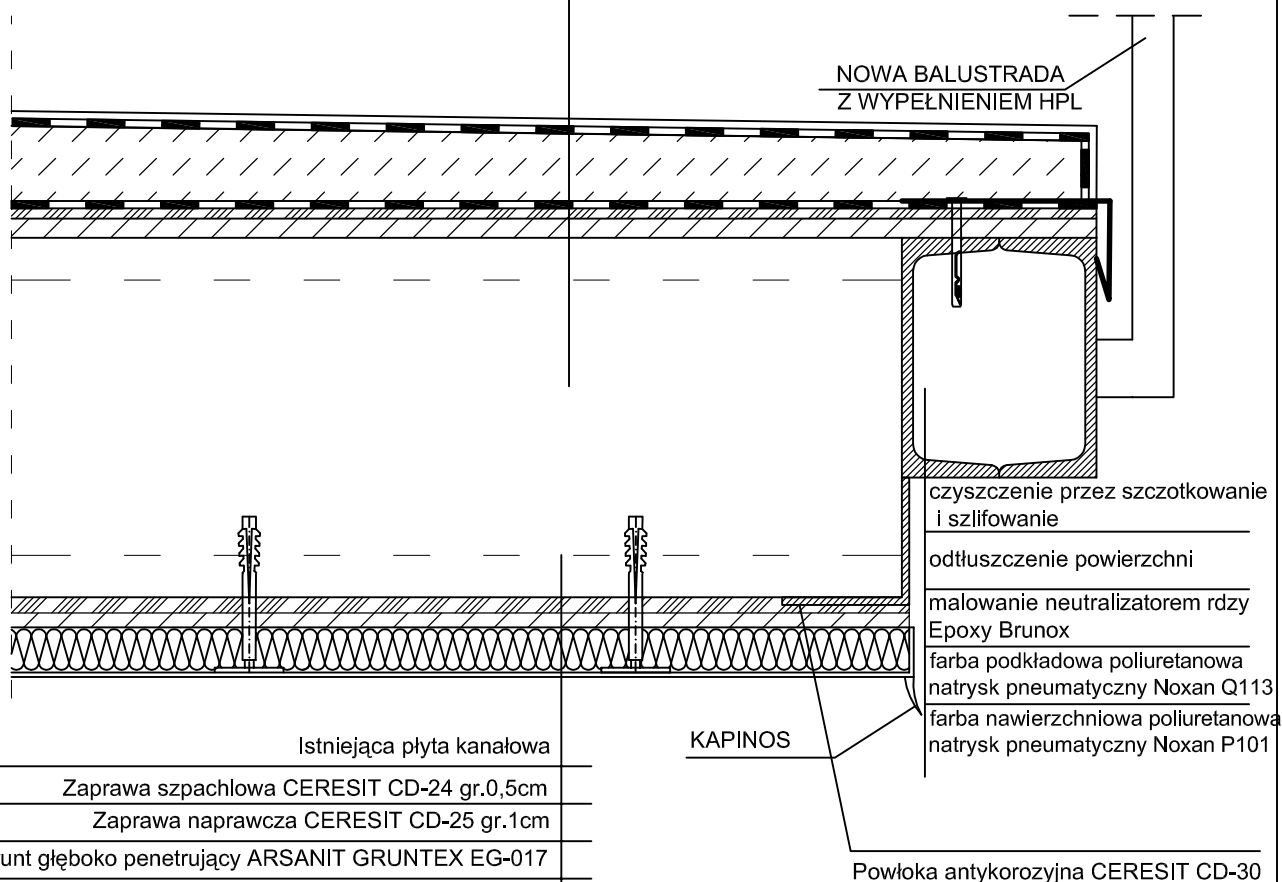 NOWA BALUSTRADA
Z WYPEŁNIENIEM HPL
czyszczenie przez szczotkowanie
i szlifowanie
odtłuszczenie powierzchni
malowanie neutralizatorem rdzy
Epoxy Brunox
farba podkładowa poliuretanowa
natrysk pneumatyczny Noxan Q113
farba nawierzchniowa poliuretanowa
natrysk pneumatyczny Noxan P101
KAPINOS
Istniejąca płyta kanałowa
Zaprawa szpachlowa CERESIT CD-24 gr.0,5cm
Zaprawa naprawcza CERESIT CD-25 gr.1cm
unt głęboko penetrujący ARSANIT GRUNTEX EG-017
Powłoka antykorozyjna CERESIT CD-30